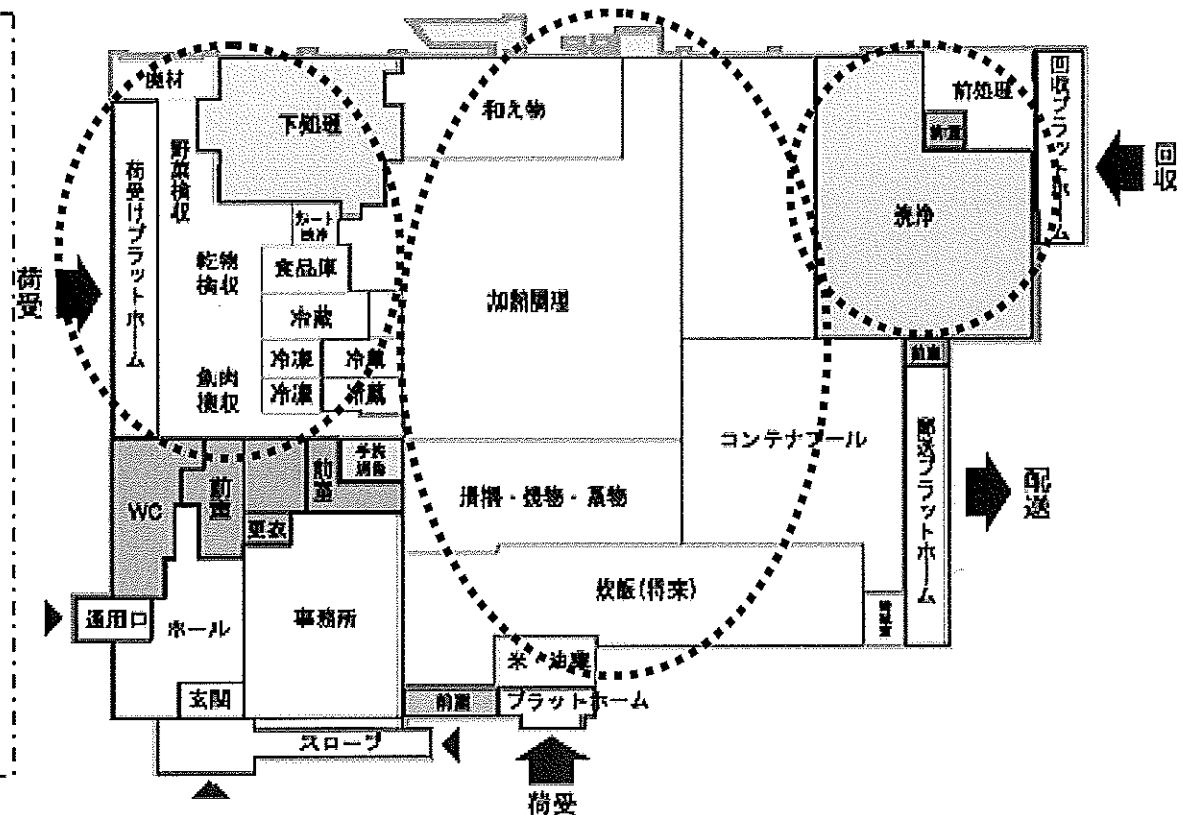 廃材
下処理
和え物
前処理
前室
回収プラットホーム
回収
野菜検収
荷受けプラットホーム
荷受
洗浄
乾物
検収
食品庫
冷蔵
加熱調理
冷凍
冷蔵
魚肉
検収
冷凍
冷蔵
前室
コンテナプール
配送プラットホーム
配送
WC
前室
前室
更衣
揚物・焼物・蒸物
炊飯(将来)
通用口
ホール
事務所
米・油庫
玄関
前室
プラットホーム
スロープ
荷受